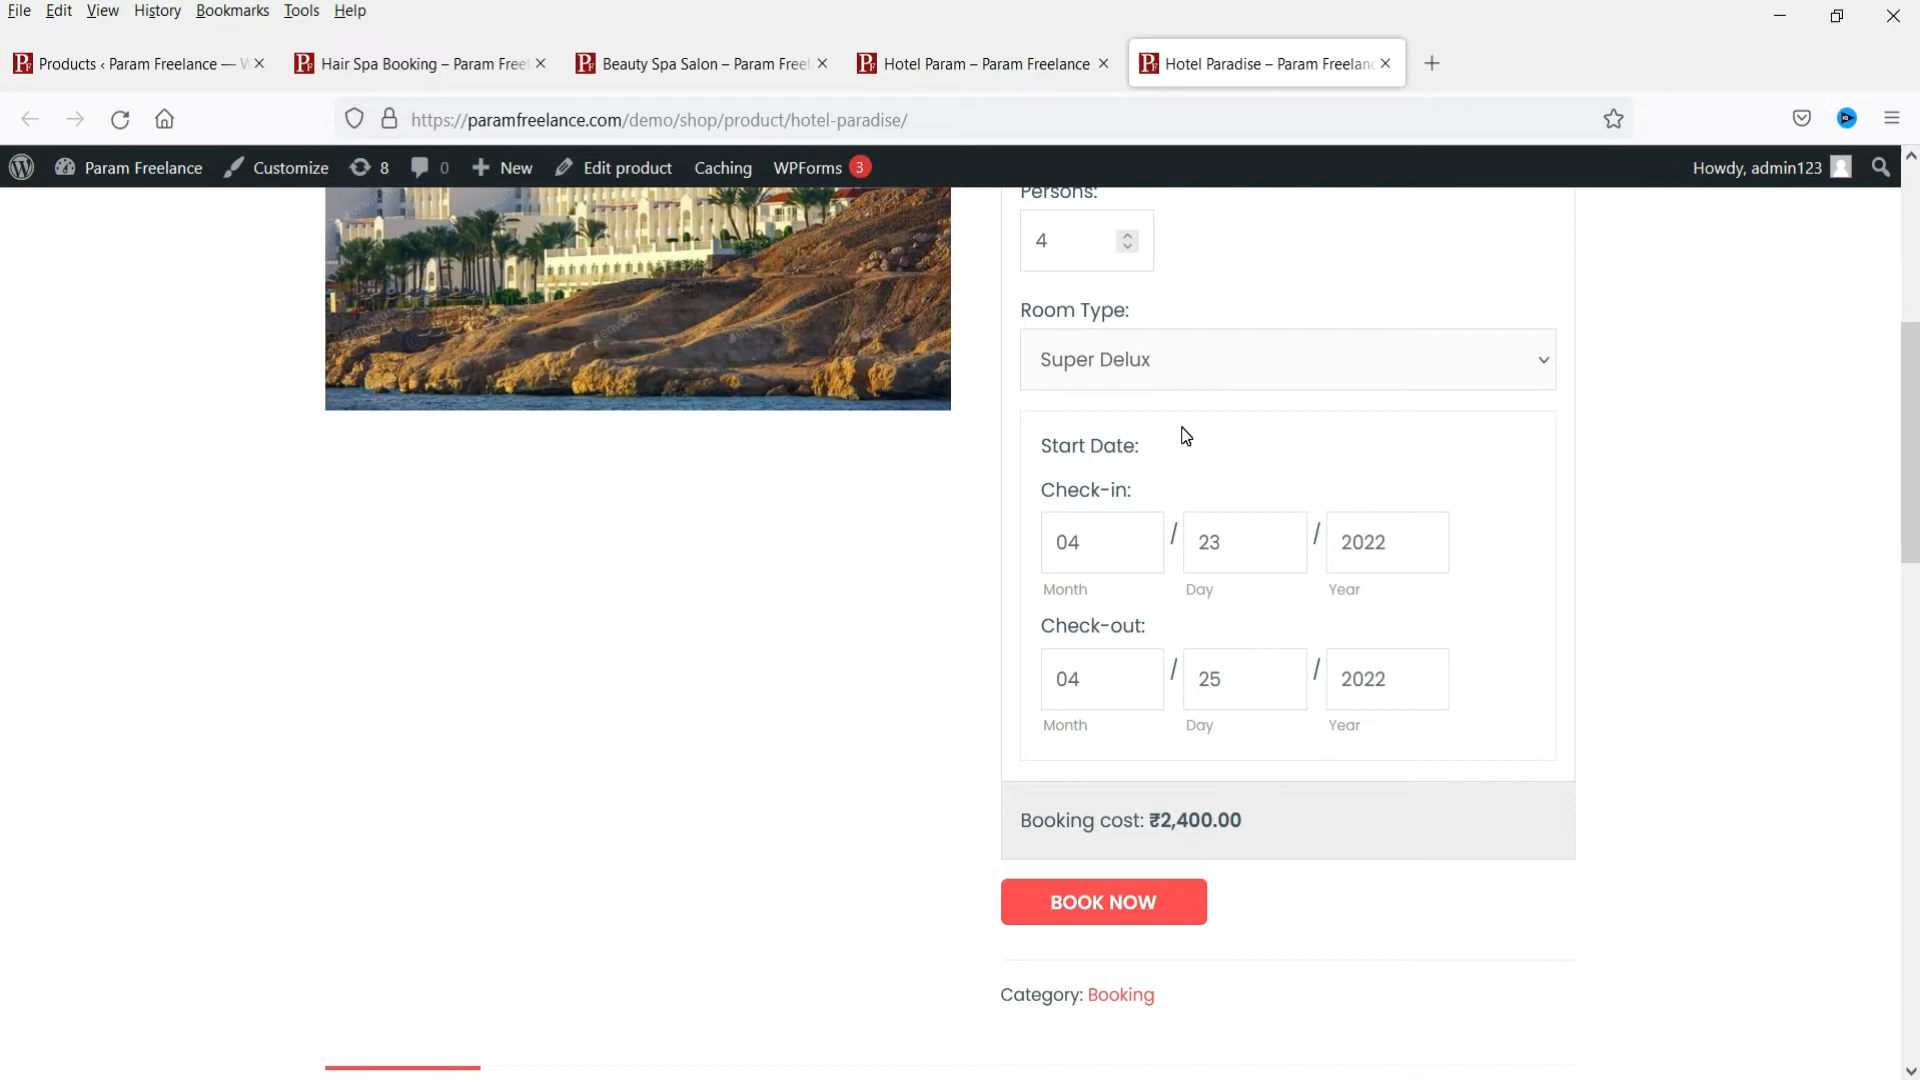 File Edit View History Bookmarks Tools Help
Products ‹ Param Freelance — W
Hair Spa Booking – Param Free
Beauty Spa Salon – Param Free
Hotel Param – Param Freelance
Hotel Paradise – Param Freelanc
https://paramfreelance.com/demo/shop/product/hotel-paradise/
Param Freelance Customize 8 0 New Edit product Caching WPForms 3 Howdy, admin123
Persons:
4
Room Type:
Super Delux
Start Date:
Check-in:
04 / 23 / 2022
Month Day Year
Check-out:
04 / 25 / 2022
Month Day Year
Booking cost: ₹2,400.00
BOOK NOW
Category: Booking